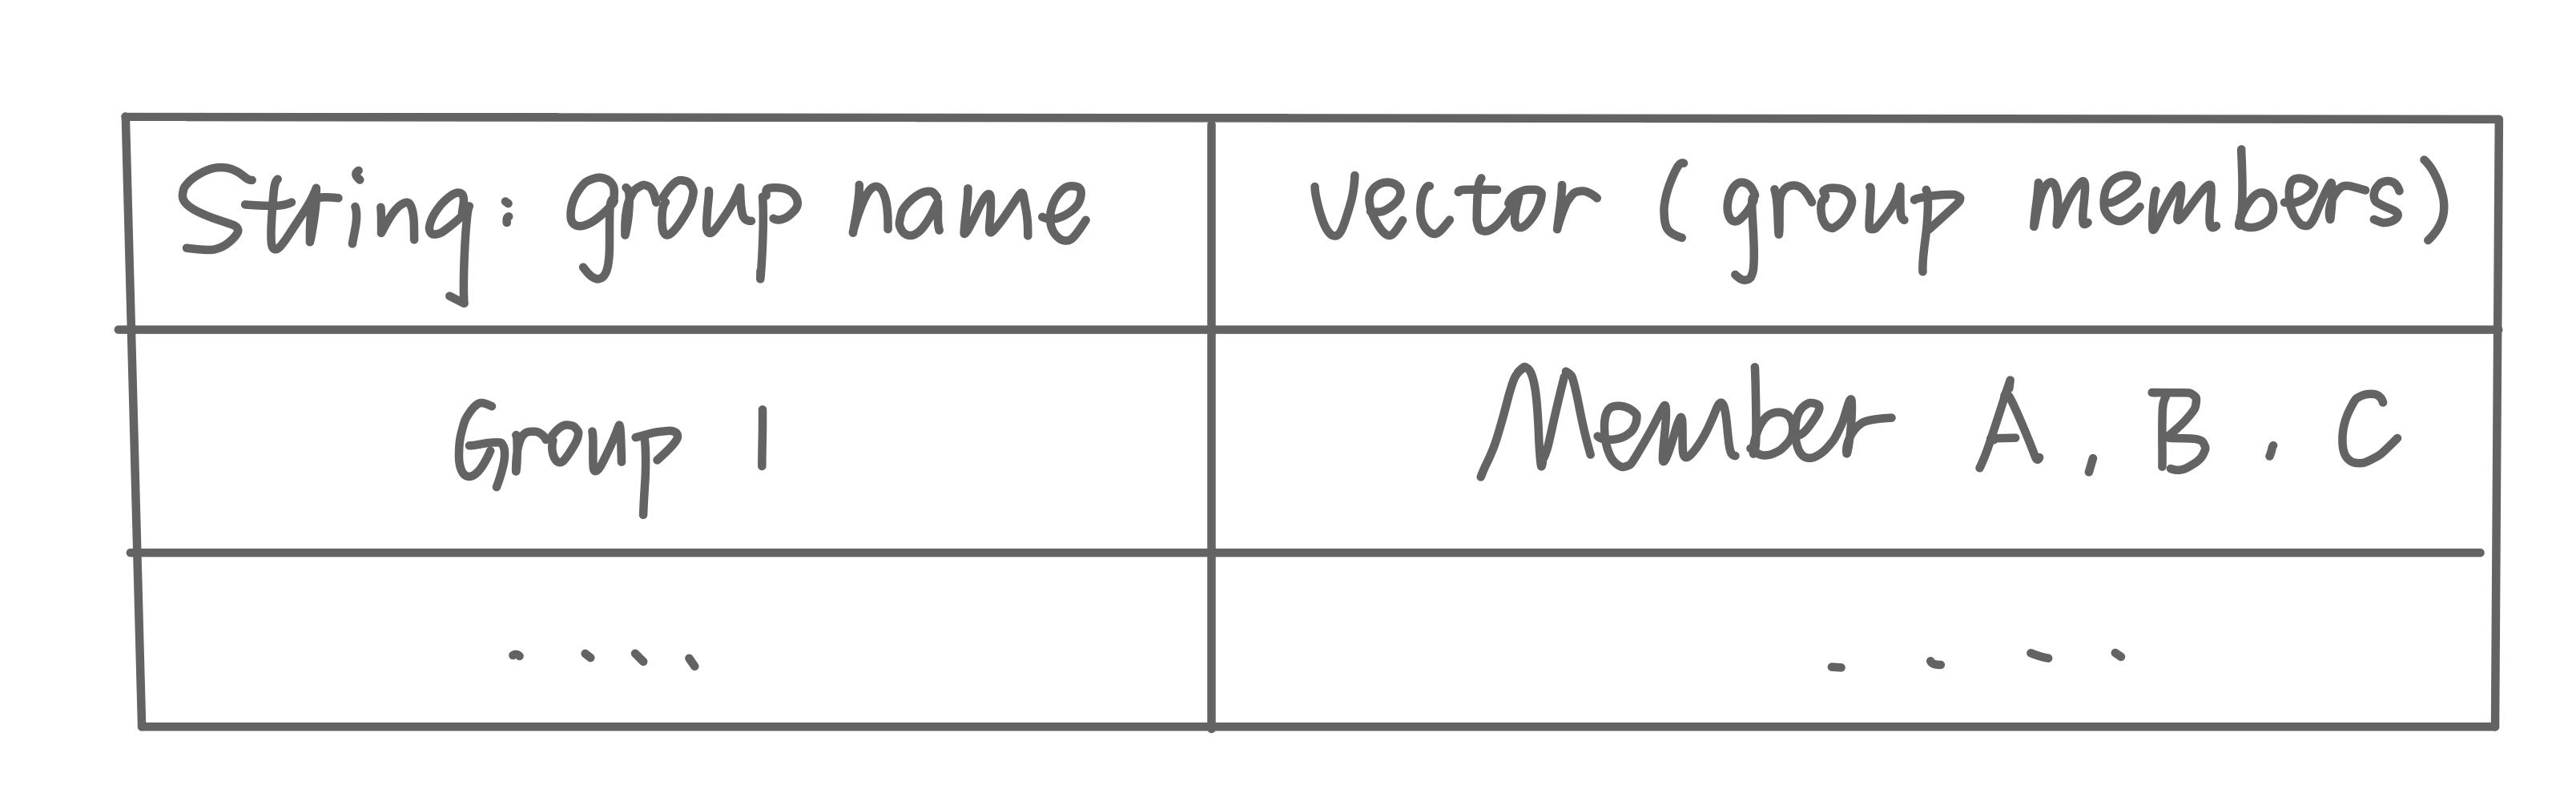 String: group name
vector (group members)
Group 1
Member A, B, C
....
....